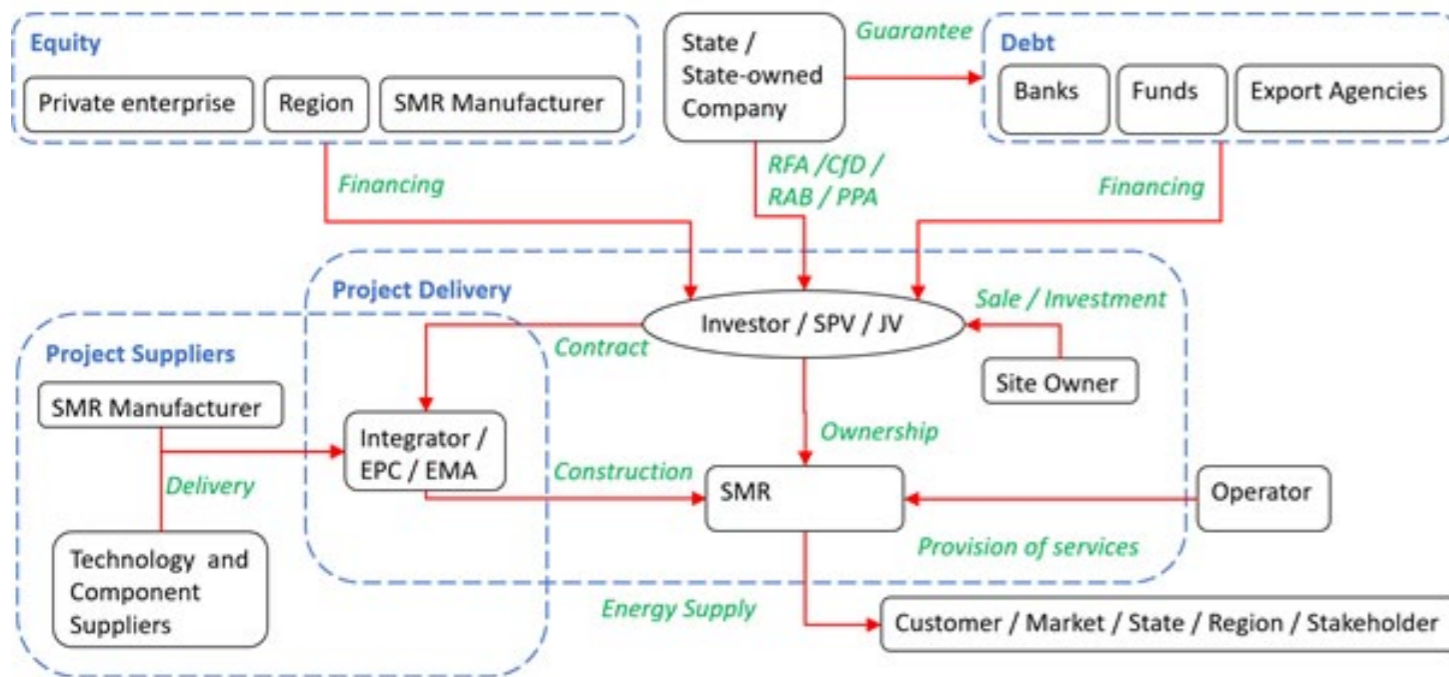 Equity
Private enterprise
Region
SMR Manufacturer
State /
State-owned
Company
Guarantee
Debt
Banks
Funds
Export Agencies
Financing
RFA /CfD /
RAB / PPA
Financing
Project Delivery
Investor / SPV / JV
Sale / Investment
Site Owner
Contract
Project Suppliers
SMR Manufacturer
Delivery
Technology and
Component
Suppliers
Integrator /
EPC / EMA
Construction
Ownership
SMR
Operator
Provision of services
Energy Supply
Customer / Market / State / Region / Stakeholder